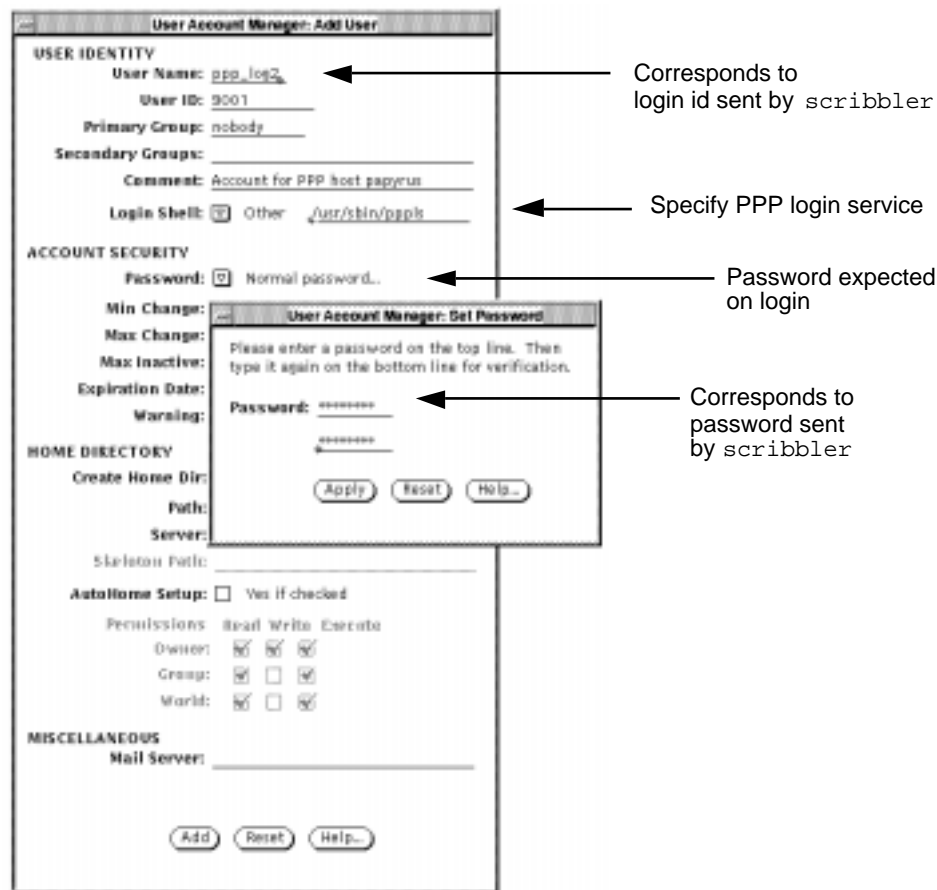 User Account Manager: Add User
USER IDENTITY
User Name: ppp_log2
User ID: 9001
Primary Group: nobody
Secondary Groups:
Comment: Account for PPP host papyrus
Login Shell: Other /usr/sbin/pppls
Corresponds to
login id sent by scribbler
Specify PPP login service
ACCOUNT SECURITY
Password: Normal password...
Password expected
on login
Min Change:
Max Change:
Max Inactive:
Expiration Date:
Warning:
User Account Manager: Set Password
Please enter a password on the top line. Then
type it again on the bottom line for verification.
Password: ********
********
Apply Reset Help...
Corresponds to
password sent
by scribbler
HOME DIRECTORY
Create Home Dir:
Path:
Server:
Skeleton Path:
AutoHome Setup: Yes if checked
Permissions Read Write Execute
Owner:
Group:
World:
MISCELLANEOUS
Mail Server:
Add Reset Help...